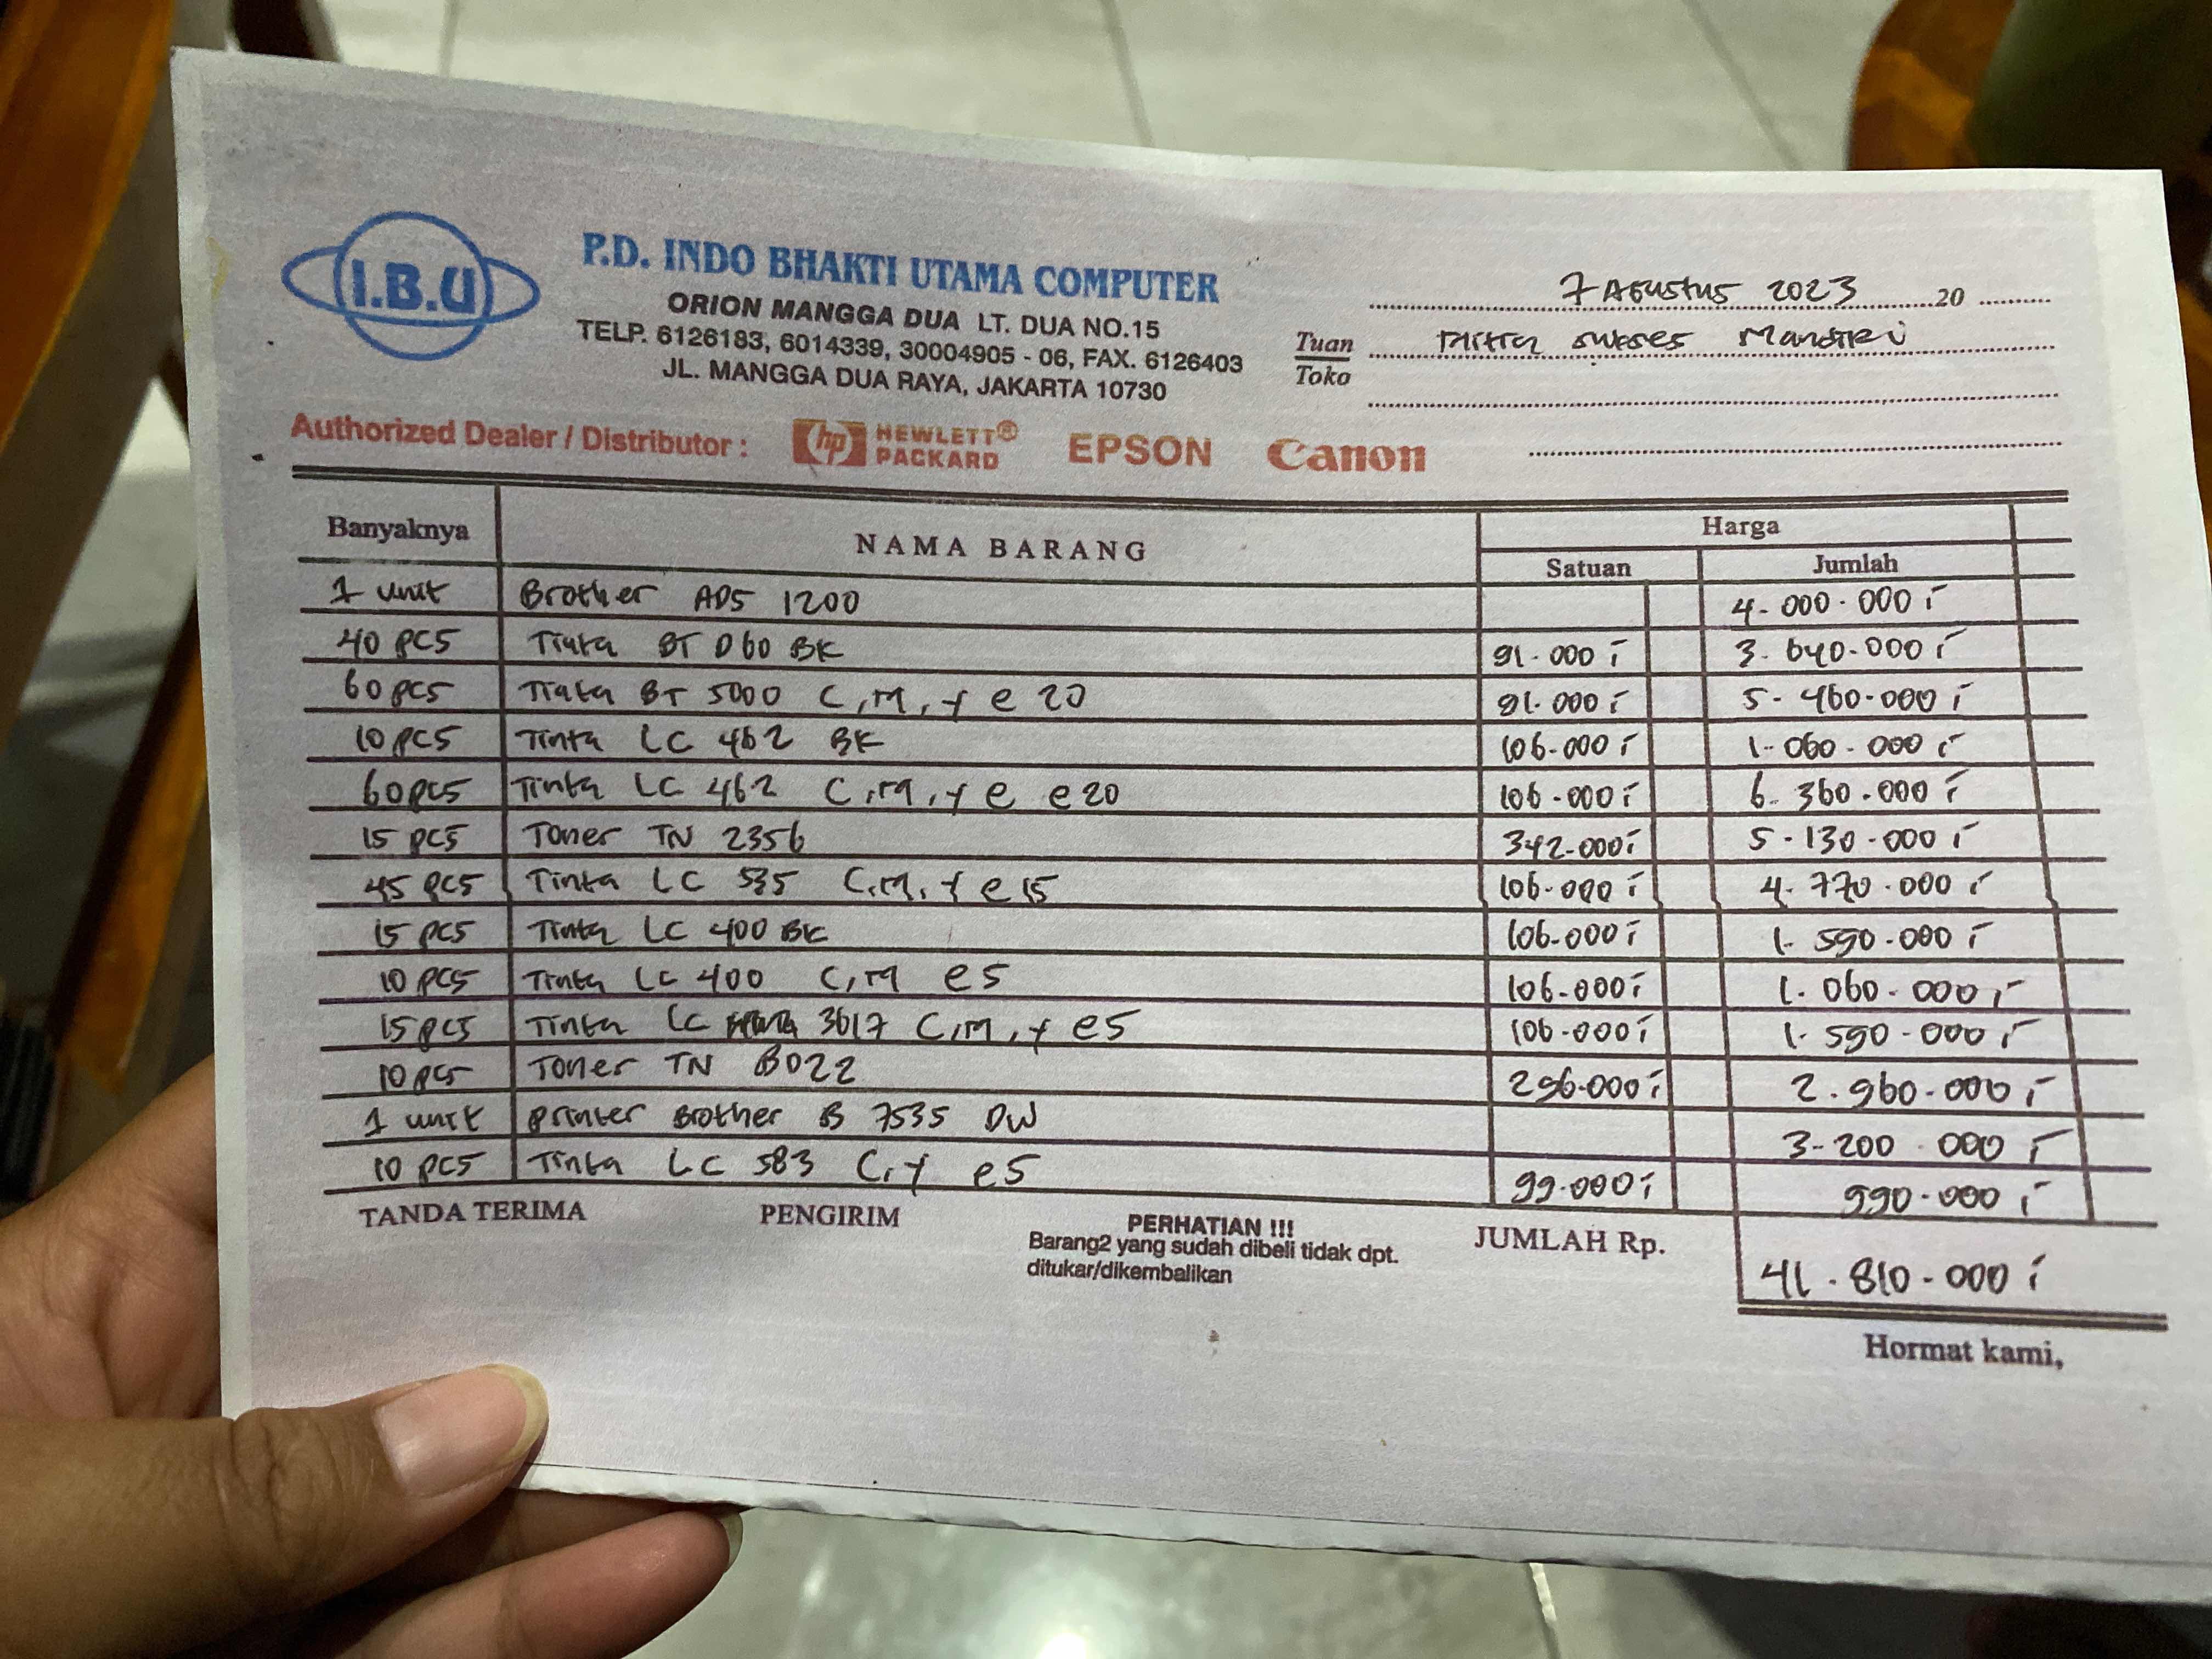 I.B.U
P.D. INDO BHAKTI UTAMA COMPUTER
ORION MANGGA DUA LT. DUA NO.15
TELP. 6126183, 6014339, 30004905 - 06, FAX. 6126403
JL. MANGGA DUA RAYA, JAKARTA 10730
7 AGUSTUS 2023 20
Tuan Toko Mitra sukses Mandiri
Authorized Dealer / Distributor : hp HEWLETT® PACKARD EPSON Canon
Banyaknya NAMA BARANG Harga
Satuan Jumlah
1 unit Brother ADS 1200 4.000.000
40 pcs Tinta BT D60 BK 91.000 3.640.000
60 pcs Tinta BT 5000 C,M,Y e 20 91.000 5.460.000
10 pcs Tinta LC 462 BK 106.000 1.060.000
60 pcs Tinta LC 462 C,M,Y e e20 106.000 6.360.000
15 pcs Toner TN 2356 342.000 5.130.000
45 pcs Tinta LC 535 C,M,Y e 15 106.000 4.770.000
15 pcs Tinta LC 400 BK 106.000 1.590.000
10 pcs Tinta LC 400 C,M e5 106.000 1.060.000
15 pcs Tinta LC 3617 C,M,Y e5 106.000 1.590.000
10 pcs Toner TN B022 296.000 2.960.000
1 unit Printer Brother B 7535 DW 3.200.000
10 pcs Tinta LC 583 C,Y e5 99.000 990.000
TANDA TERIMA PENGIRIM PERHATIAN !!! JUMLAH Rp. 41.810.000
Barang2 yang sudah dibeli tidak dpt.
ditukar/dikembalikan
Hormat kami,